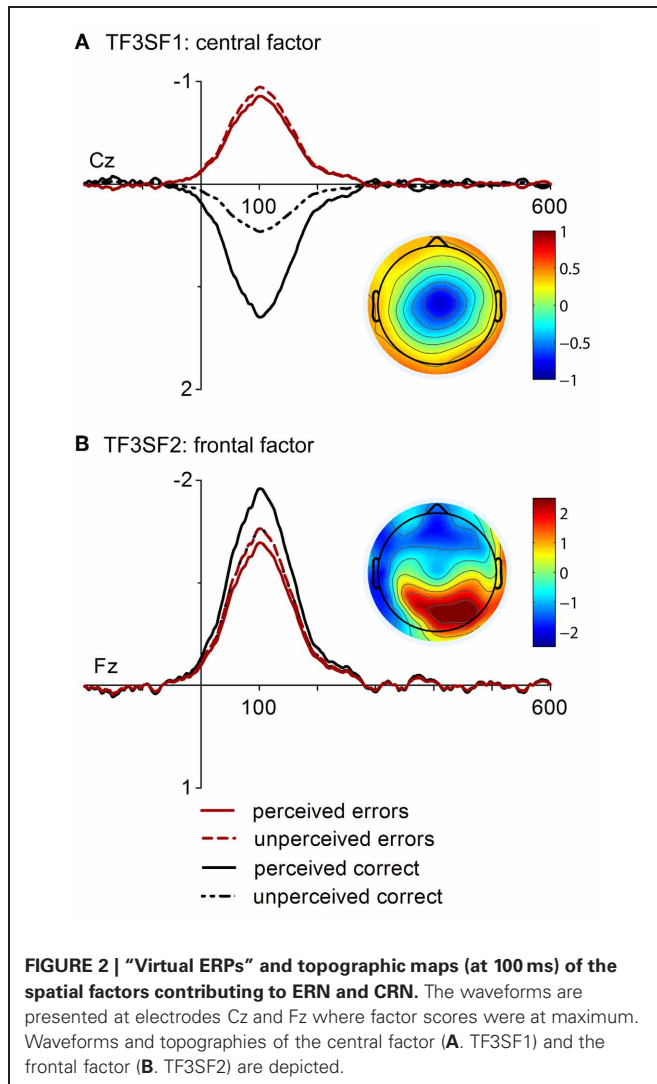 A TF3SF1: central factor
-1
Cz
100
600
2
1
0.5
0
−0.5
−1
B TF3SF2: frontal factor
-2
Fz
100
600
1
2
1
0
−1
−2
perceived errors
unperceived errors
perceived correct
unperceived correct
FIGURE 2 | “Virtual ERPs” and topographic maps (at 100 ms) of the
spatial factors contributing to ERN and CRN. The waveforms are
presented at electrodes Cz and Fz where factor scores were at maximum.
Waveforms and topographies of the central factor (A. TF3SF1) and the
frontal factor (B. TF3SF2) are depicted.